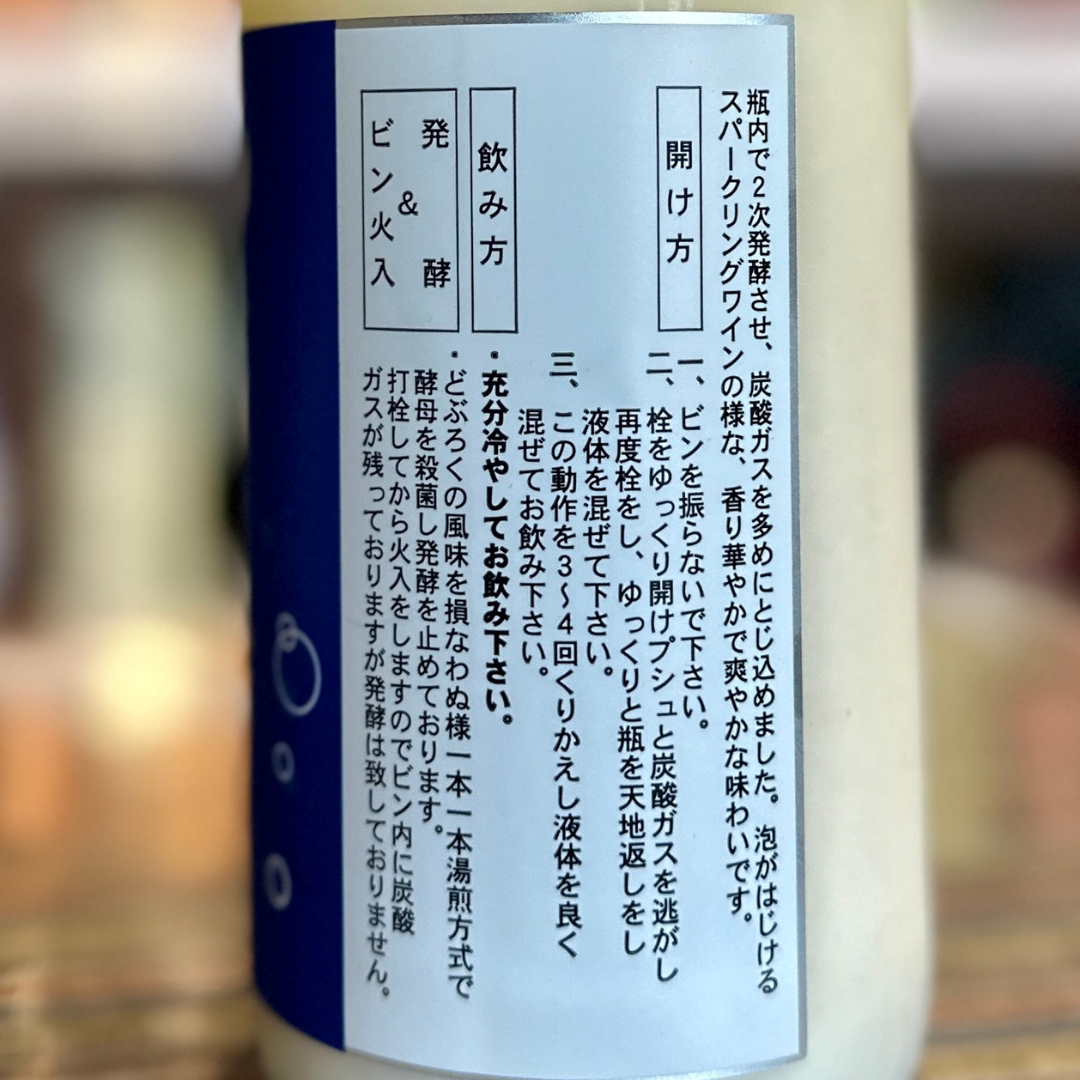 瓶内で2次発酵させ、炭酸ガスを多めにとじ込めました。泡がはじける
スパークリングワインの様な、香り華やかで爽やかな味わいです。
開け方
一、ビンを振らないで下さい。
二、栓をゆっくり開けプシュと炭酸ガスを逃がし
再度栓をし、ゆっくりと瓶を天地返しをし
液体を混ぜて下さい。
三、この動作を3〜4回くりかえし液体を良く
混ぜてお飲み下さい。
飲み方
・充分冷やしてお飲み下さい。
発酵
&
ビン火入
・どぶろくの風味を損なわぬ様一本一本湯煎方式で
酵母を殺菌し発酵を止めております。
打栓してから火入をしますのでビン内に炭酸
ガスが残っておりますが発酵は致しておりません。